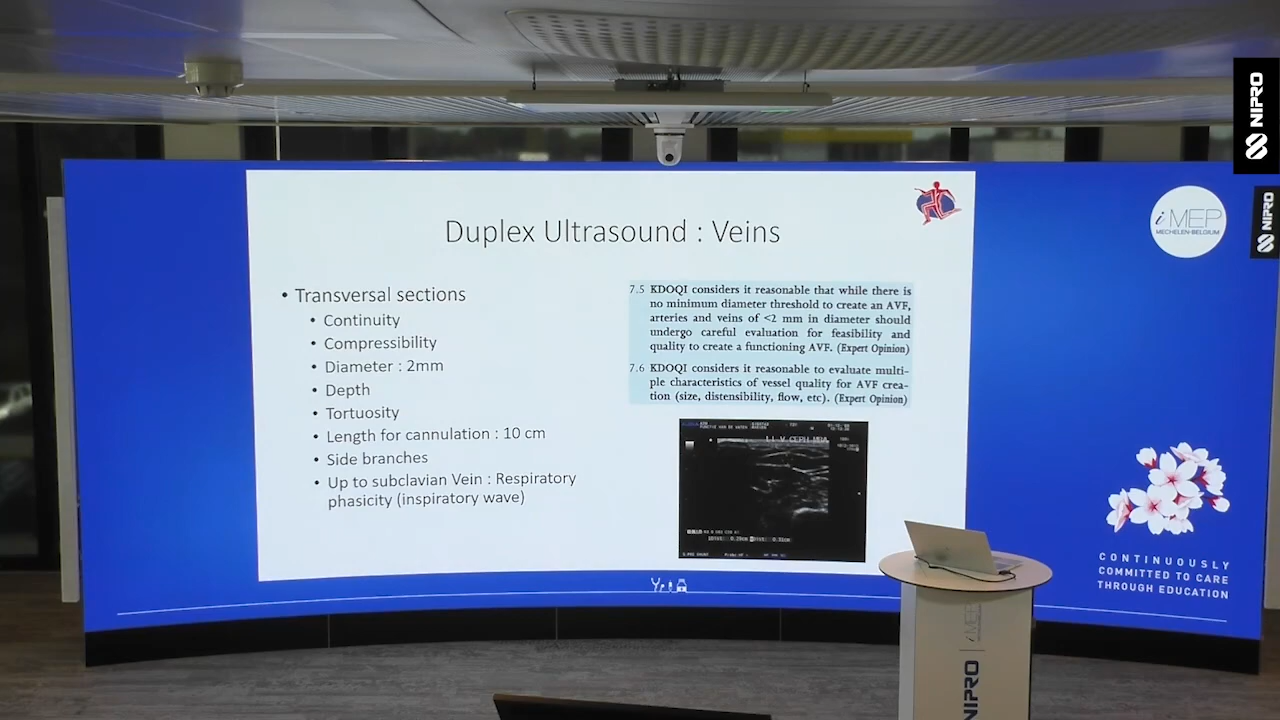 NIPRO
NIPRO
iMEP
MECHELEN-BELGIUM
Duplex Ultrasound : Veins
• Transversal sections
• Continuity
• Compressibility
• Diameter : 2mm
• Depth
• Tortuosity
• Length for cannulation : 10 cm
• Side branches
• Up to subclavian Vein : Respiratory
phasicity (inspiratory wave)
7.5 KDOQI considers it reasonable that while there is
no minimum diameter threshold to create an AVF,
arteries and veins of <2 mm in diameter should
undergo careful evaluation for feasibility and
quality to create a functioning AVF. (Expert Opinion)
7.6 KDOQI considers it reasonable to evaluate multi-
ple characteristics of vessel quality for AVF crea-
tion (size, distensibility, flow, etc). (Expert Opinion)
CONTINUOUSLY
COMMITTED TO CARE
THROUGH EDUCATION
NIPRO
iMEP